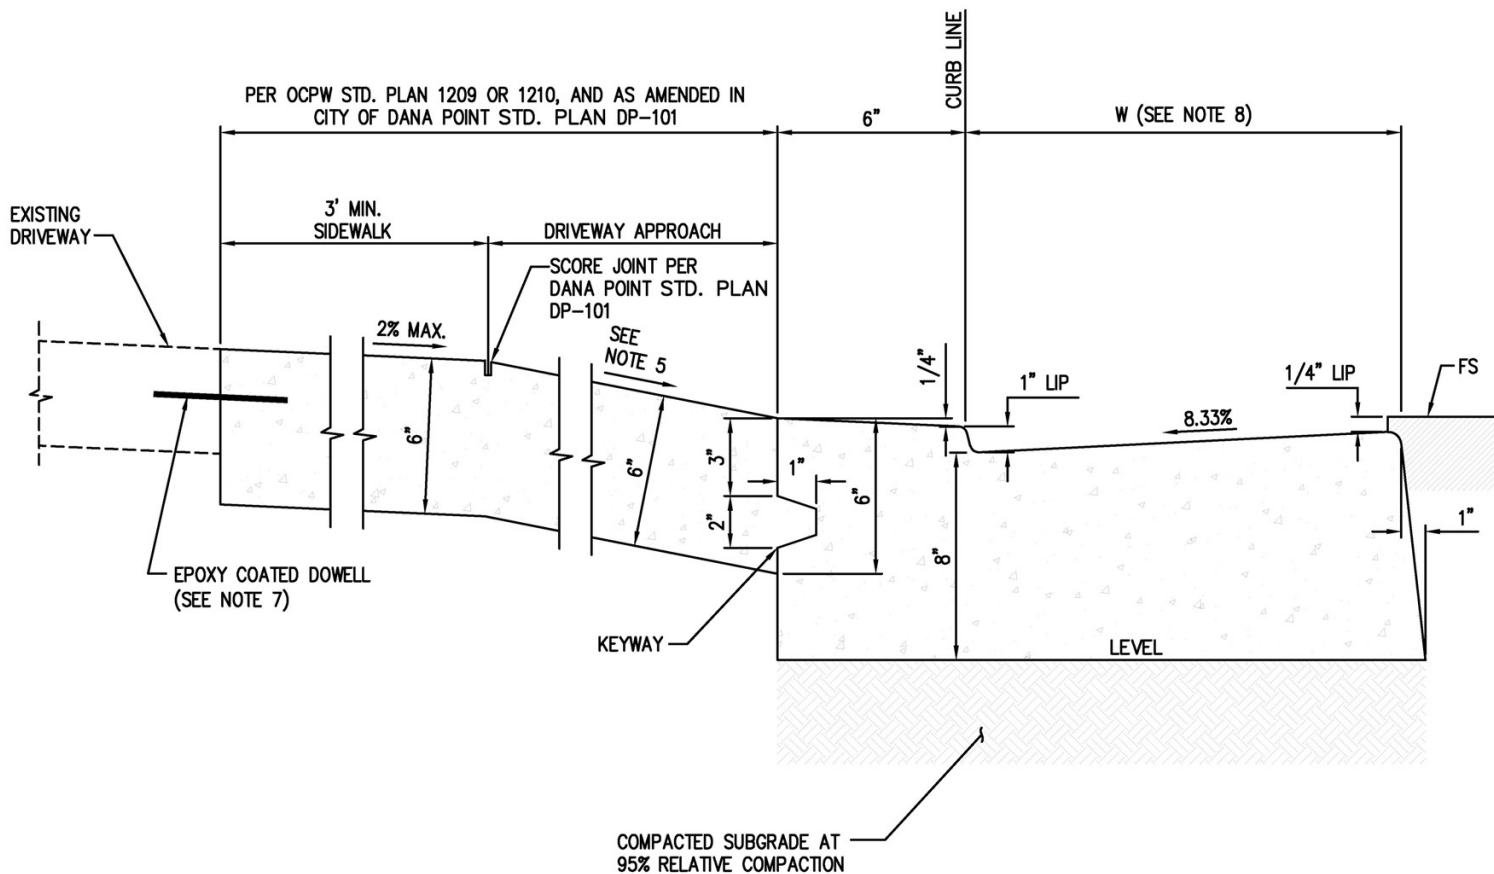 CURB LINE
PER OCPW STD. PLAN 1209 OR 1210, AND AS AMENDED IN
CITY OF DANA POINT STD. PLAN DP-101
6"
W (SEE NOTE 8)
3' MIN.
SIDEWALK
DRIVEWAY APPROACH
EXISTING
DRIVEWAY
SCORE JOINT PER
DANA POINT STD. PLAN
DP-101
2% MAX.
SEE
NOTE 5
1/4"
1" LIP
1/4" LIP
FS
8.33%
6"
6"
3"
1"
6"
2"
8"
1"
EPOXY COATED DOWELL
(SEE NOTE 7)
KEYWAY
LEVEL
COMPACTED SUBGRADE AT
95% RELATIVE COMPACTION